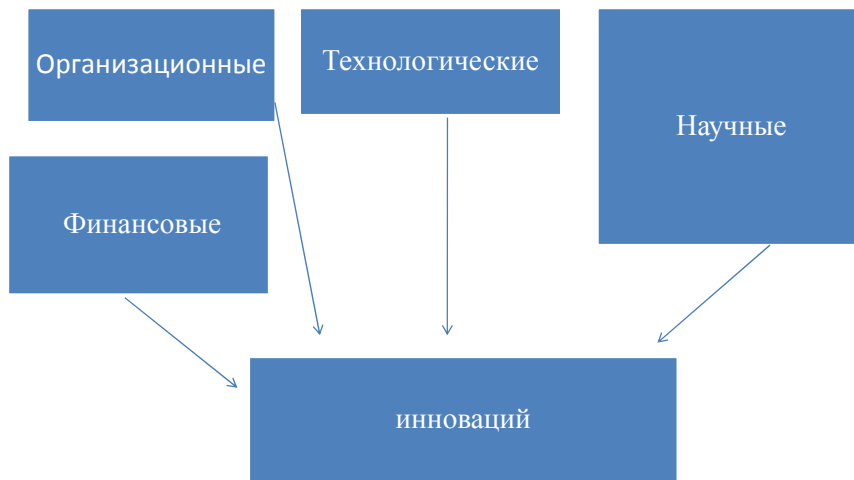 Организационные
Технологические
Научные
Финансовые
инноваций